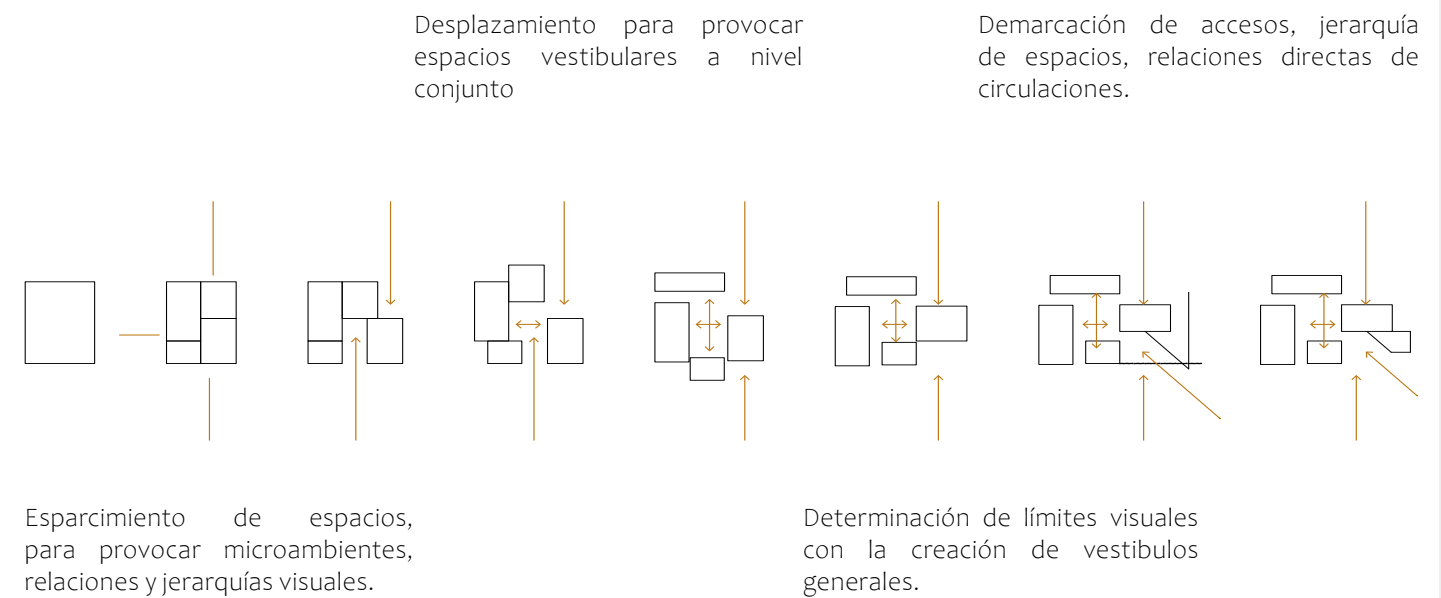 Desplazamiento para provocar
espacios vestibulares a nivel
conjunto
Demarcación de accesos, jerarquía
de espacios, relaciones directas de
circulaciones.
Esparcimiento de espacios,
para provocar microambientes,
relaciones y jerarquías visuales.
Determinación de límites visuales
con la creación de vestibulos
generales.